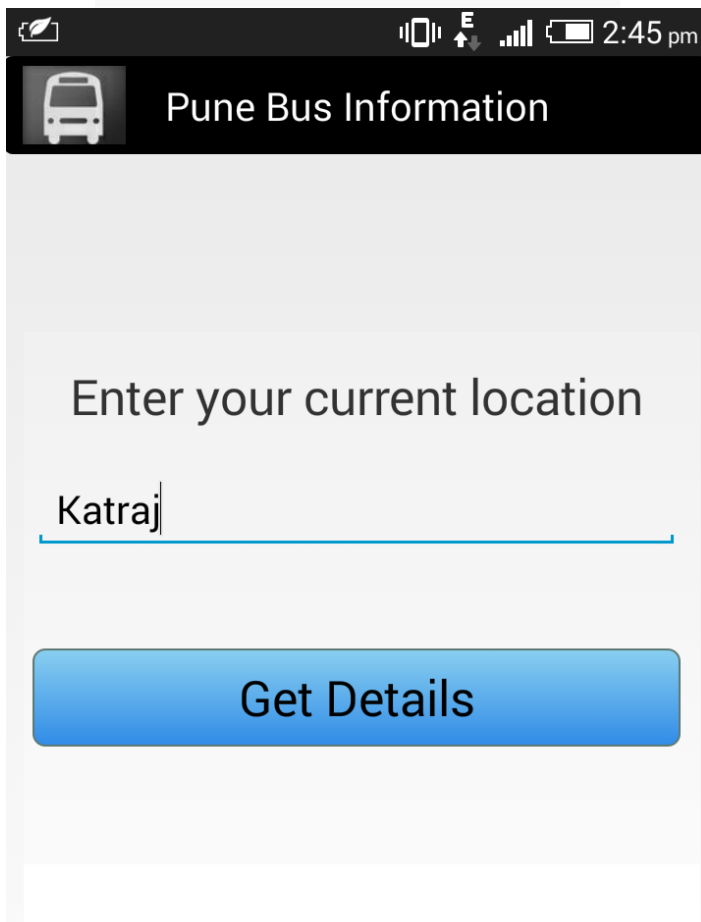 E
2:45 pm
Pune Bus Information
Enter your current location
Katraj
Get Details